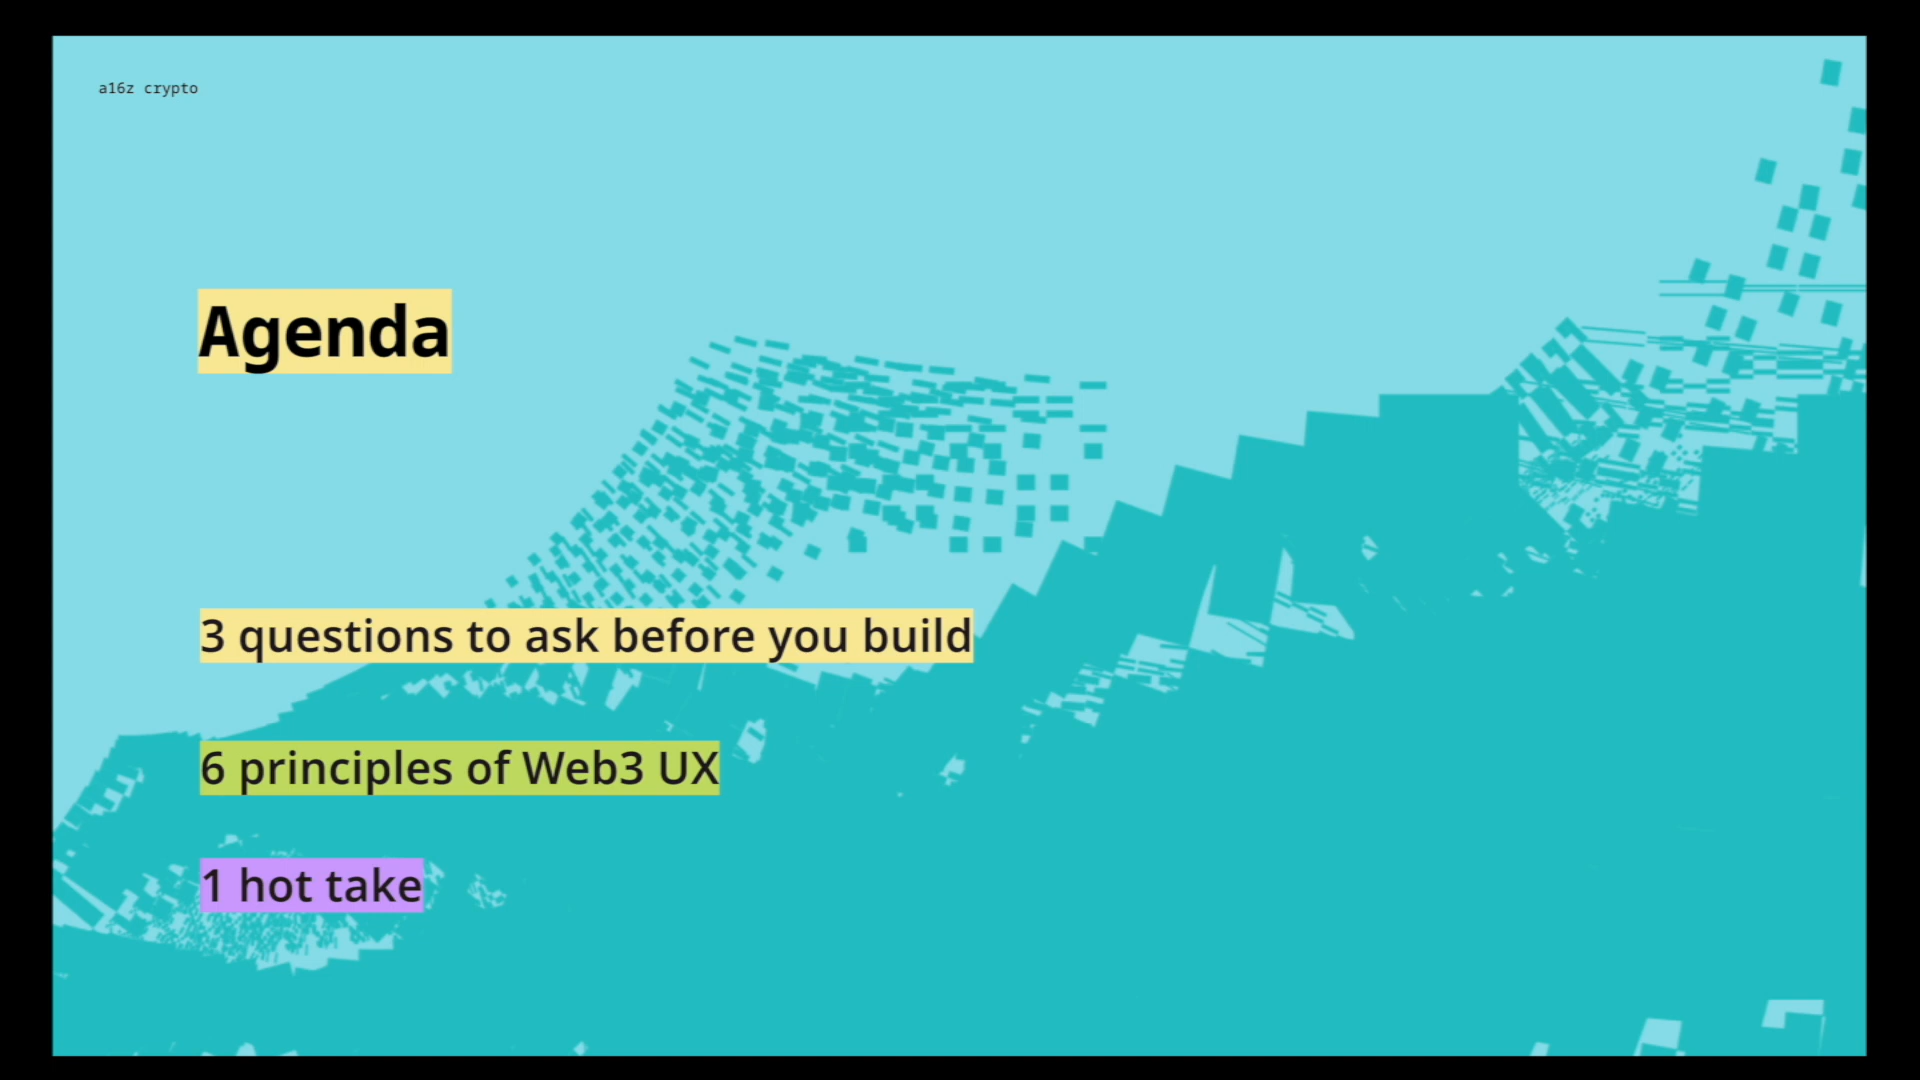 a16z crypto
Agenda
3 questions to ask before you build
6 principles of Web3 UX
1 hot take